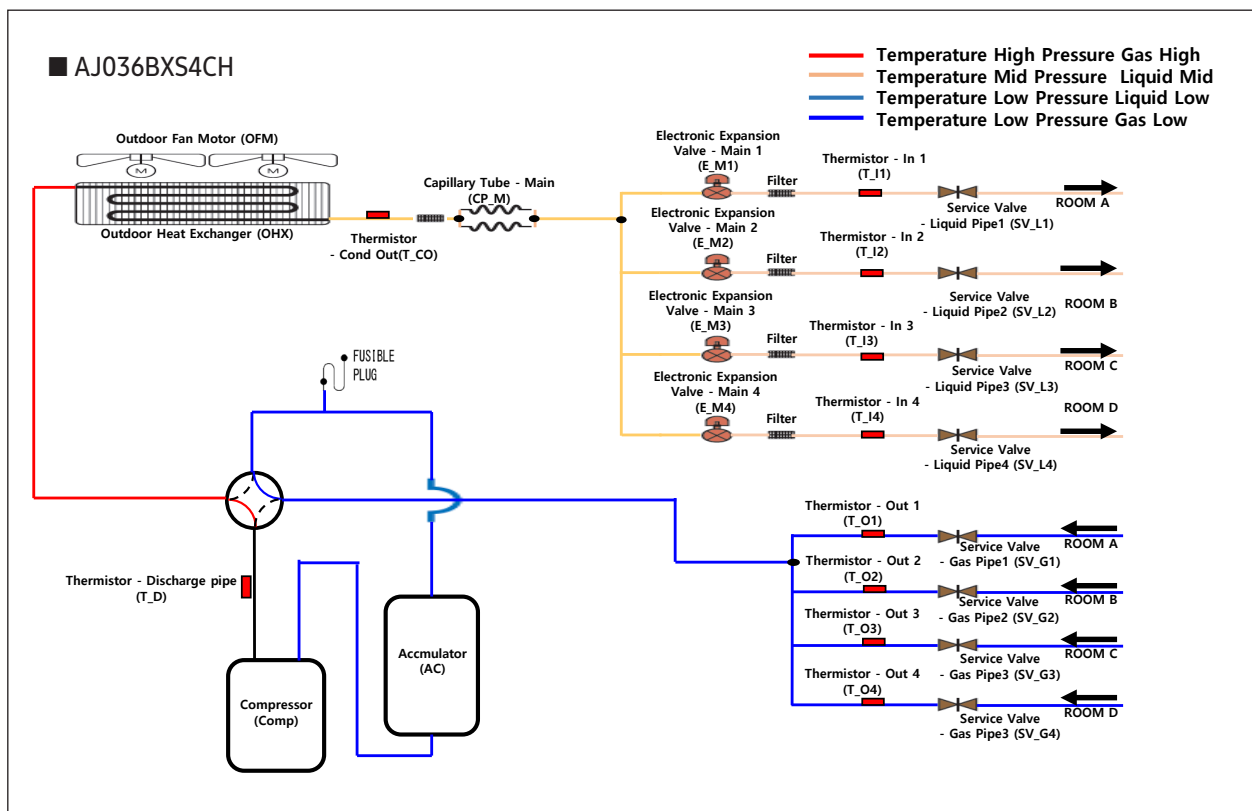 ■ AJ036BXS4CH
Temperature High Pressure Gas High
Temperature Mid Pressure Liquid Mid
Temperature Low Pressure Liquid Low
Temperature Low Pressure Gas Low
Outdoor Fan Motor (OFM)
M
M
Outdoor Heat Exchanger (OHX)
Thermistor
- Cond Out(T_CO)
Capillary Tube - Main
(CP_M)
Electronic Expansion
Valve - Main 1
(E_M1)
Filter
Thermistor - In 1
(T_I1)
Service Valve
- Liquid Pipe1 (SV_L1)
ROOM A
Electronic Expansion
Valve - Main 2
(E_M2)
Filter
Thermistor - In 2
(T_I2)
Service Valve
- Liquid Pipe2 (SV_L2)
ROOM B
Electronic Expansion
Valve - Main 3
(E_M3)
Filter
Thermistor - In 3
(T_I3)
Service Valve
- Liquid Pipe3 (SV_L3)
ROOM C
Electronic Expansion
Valve - Main 4
(E_M4)
Filter
Thermistor - In 4
(T_I4)
Service Valve
- Liquid Pipe4 (SV_L4)
ROOM D
FUSIBLE
PLUG
Thermistor - Discharge pipe
(T_D)
Compressor
(Comp)
Accmulator
(AC)
Thermistor - Out 1
(T_O1)
Service Valve
- Gas Pipe1 (SV_G1)
ROOM A
Thermistor - Out 2
(T_O2)
Service Valve
- Gas Pipe2 (SV_G2)
ROOM B
Thermistor - Out 3
(T_O3)
Service Valve
- Gas Pipe3 (SV_G3)
ROOM C
Thermistor - Out 4
(T_O4)
Service Valve
- Gas Pipe3 (SV_G4)
ROOM D